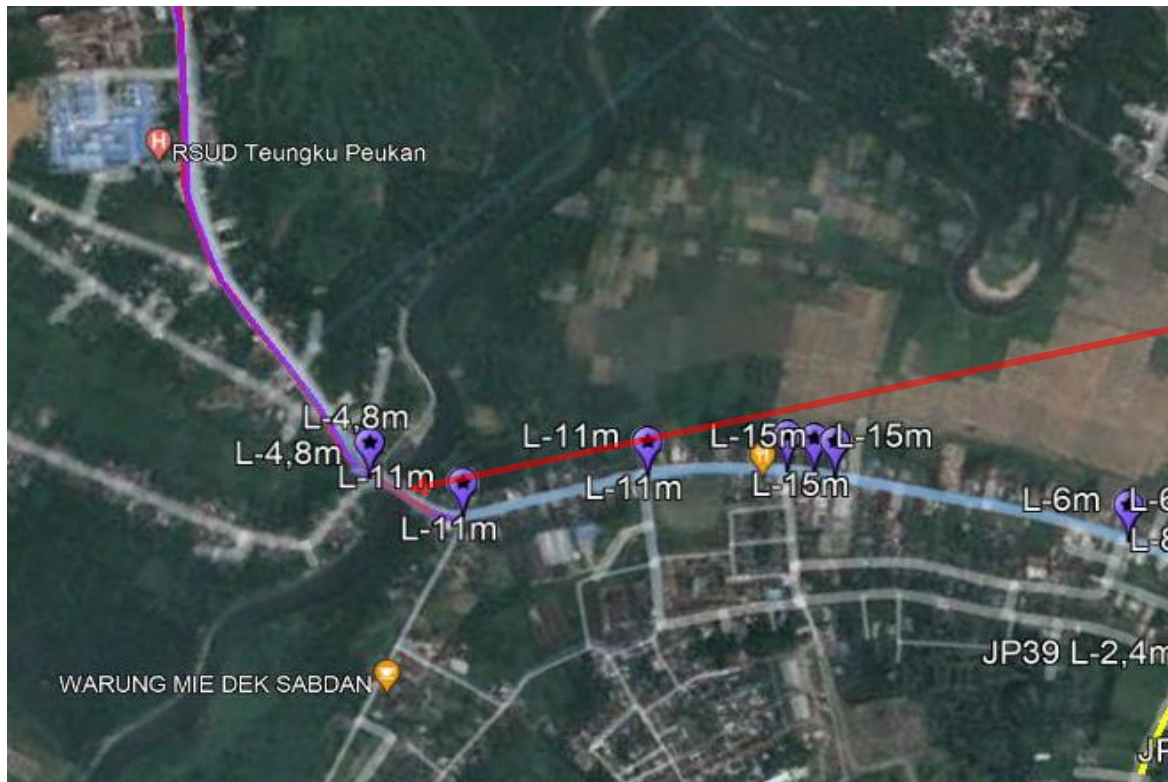 H
RSUD Teungku Peukan
L-4,8m
L-4,8m
L-11m
L-11m
L-11m
L-11m
L-15m
L-15m
L-15m
L-6m
JP39 L-2,4m
WARUNG MIE DEK SABDAN